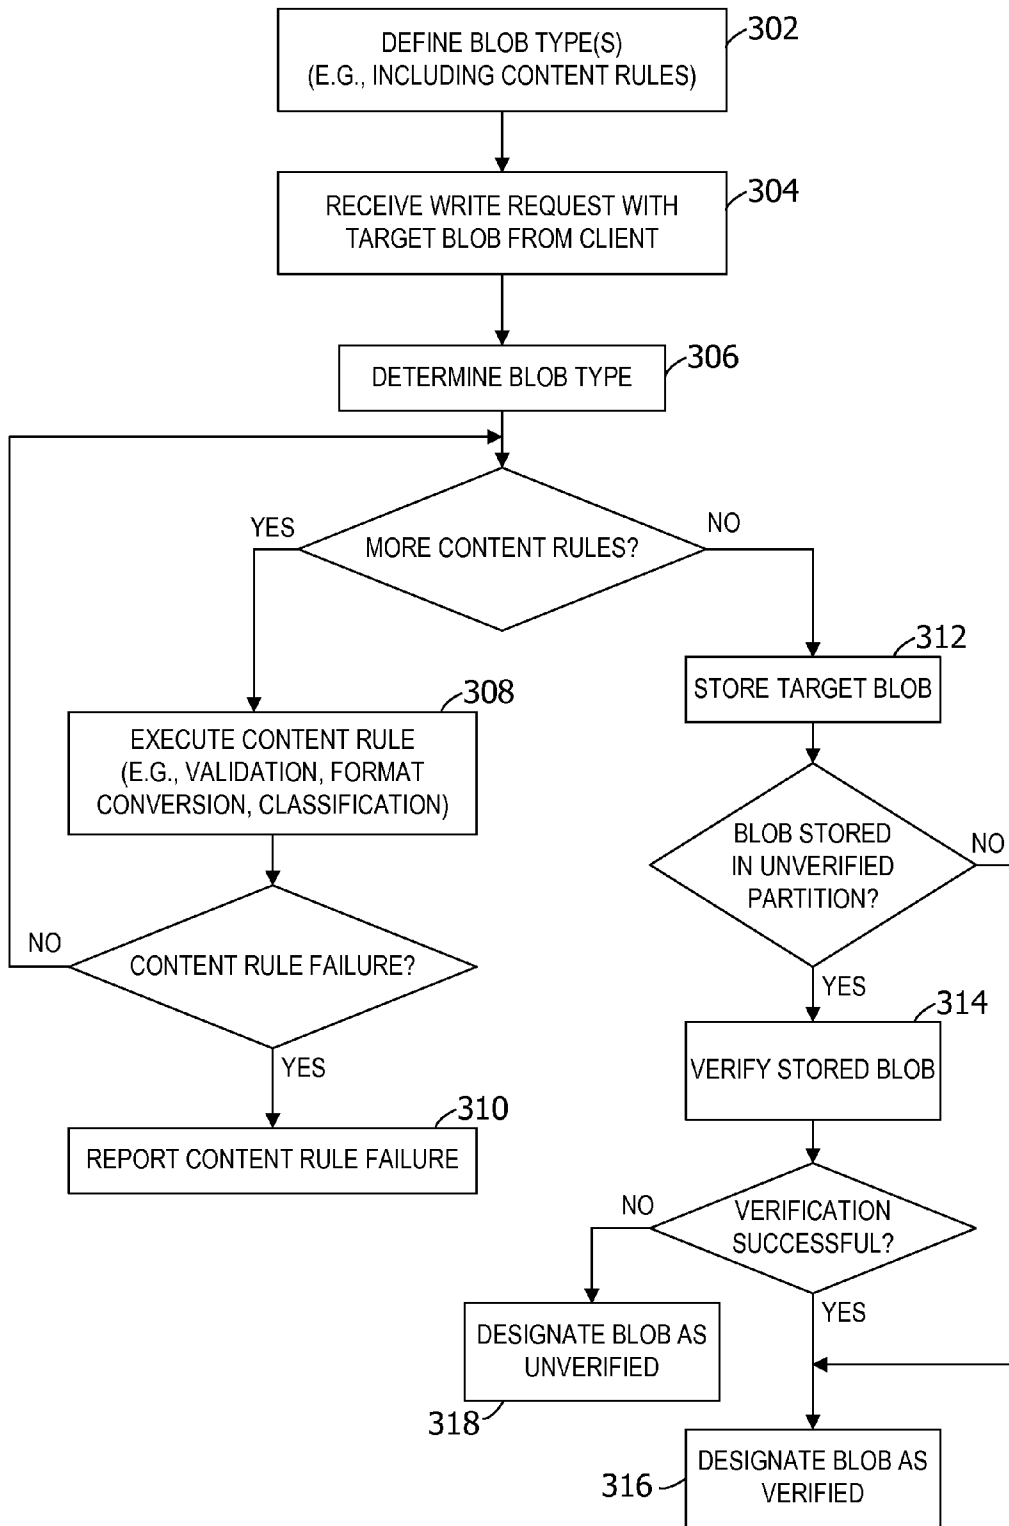 302
DEFINE BLOB TYPE(S)
(E.G., INCLUDING CONTENT RULES)
304
RECEIVE WRITE REQUEST WITH
TARGET BLOB FROM CLIENT
306
DETERMINE BLOB TYPE
YES
NO
MORE CONTENT RULES?
308
EXECUTE CONTENT RULE
(E.G., VALIDATION, FORMAT
CONVERSION, CLASSIFICATION)
NO
CONTENT RULE FAILURE?
YES
310
REPORT CONTENT RULE FAILURE
312
STORE TARGET BLOB
BLOB STORED
IN UNVERIFIED
PARTITION?
NO
YES
314
VERIFY STORED BLOB
NO
VERIFICATION
SUCCESSFUL?
YES
DESIGNATE BLOB AS
UNVERIFIED
318
DESIGNATE BLOB AS
VERIFIED
316